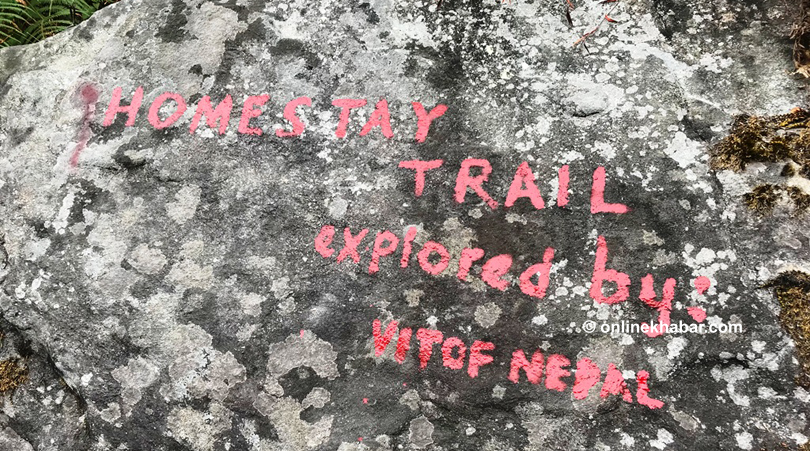 HOMESTAY
TRAIL
explored by:
VITOF NEPAL
© onlinekhabar.com